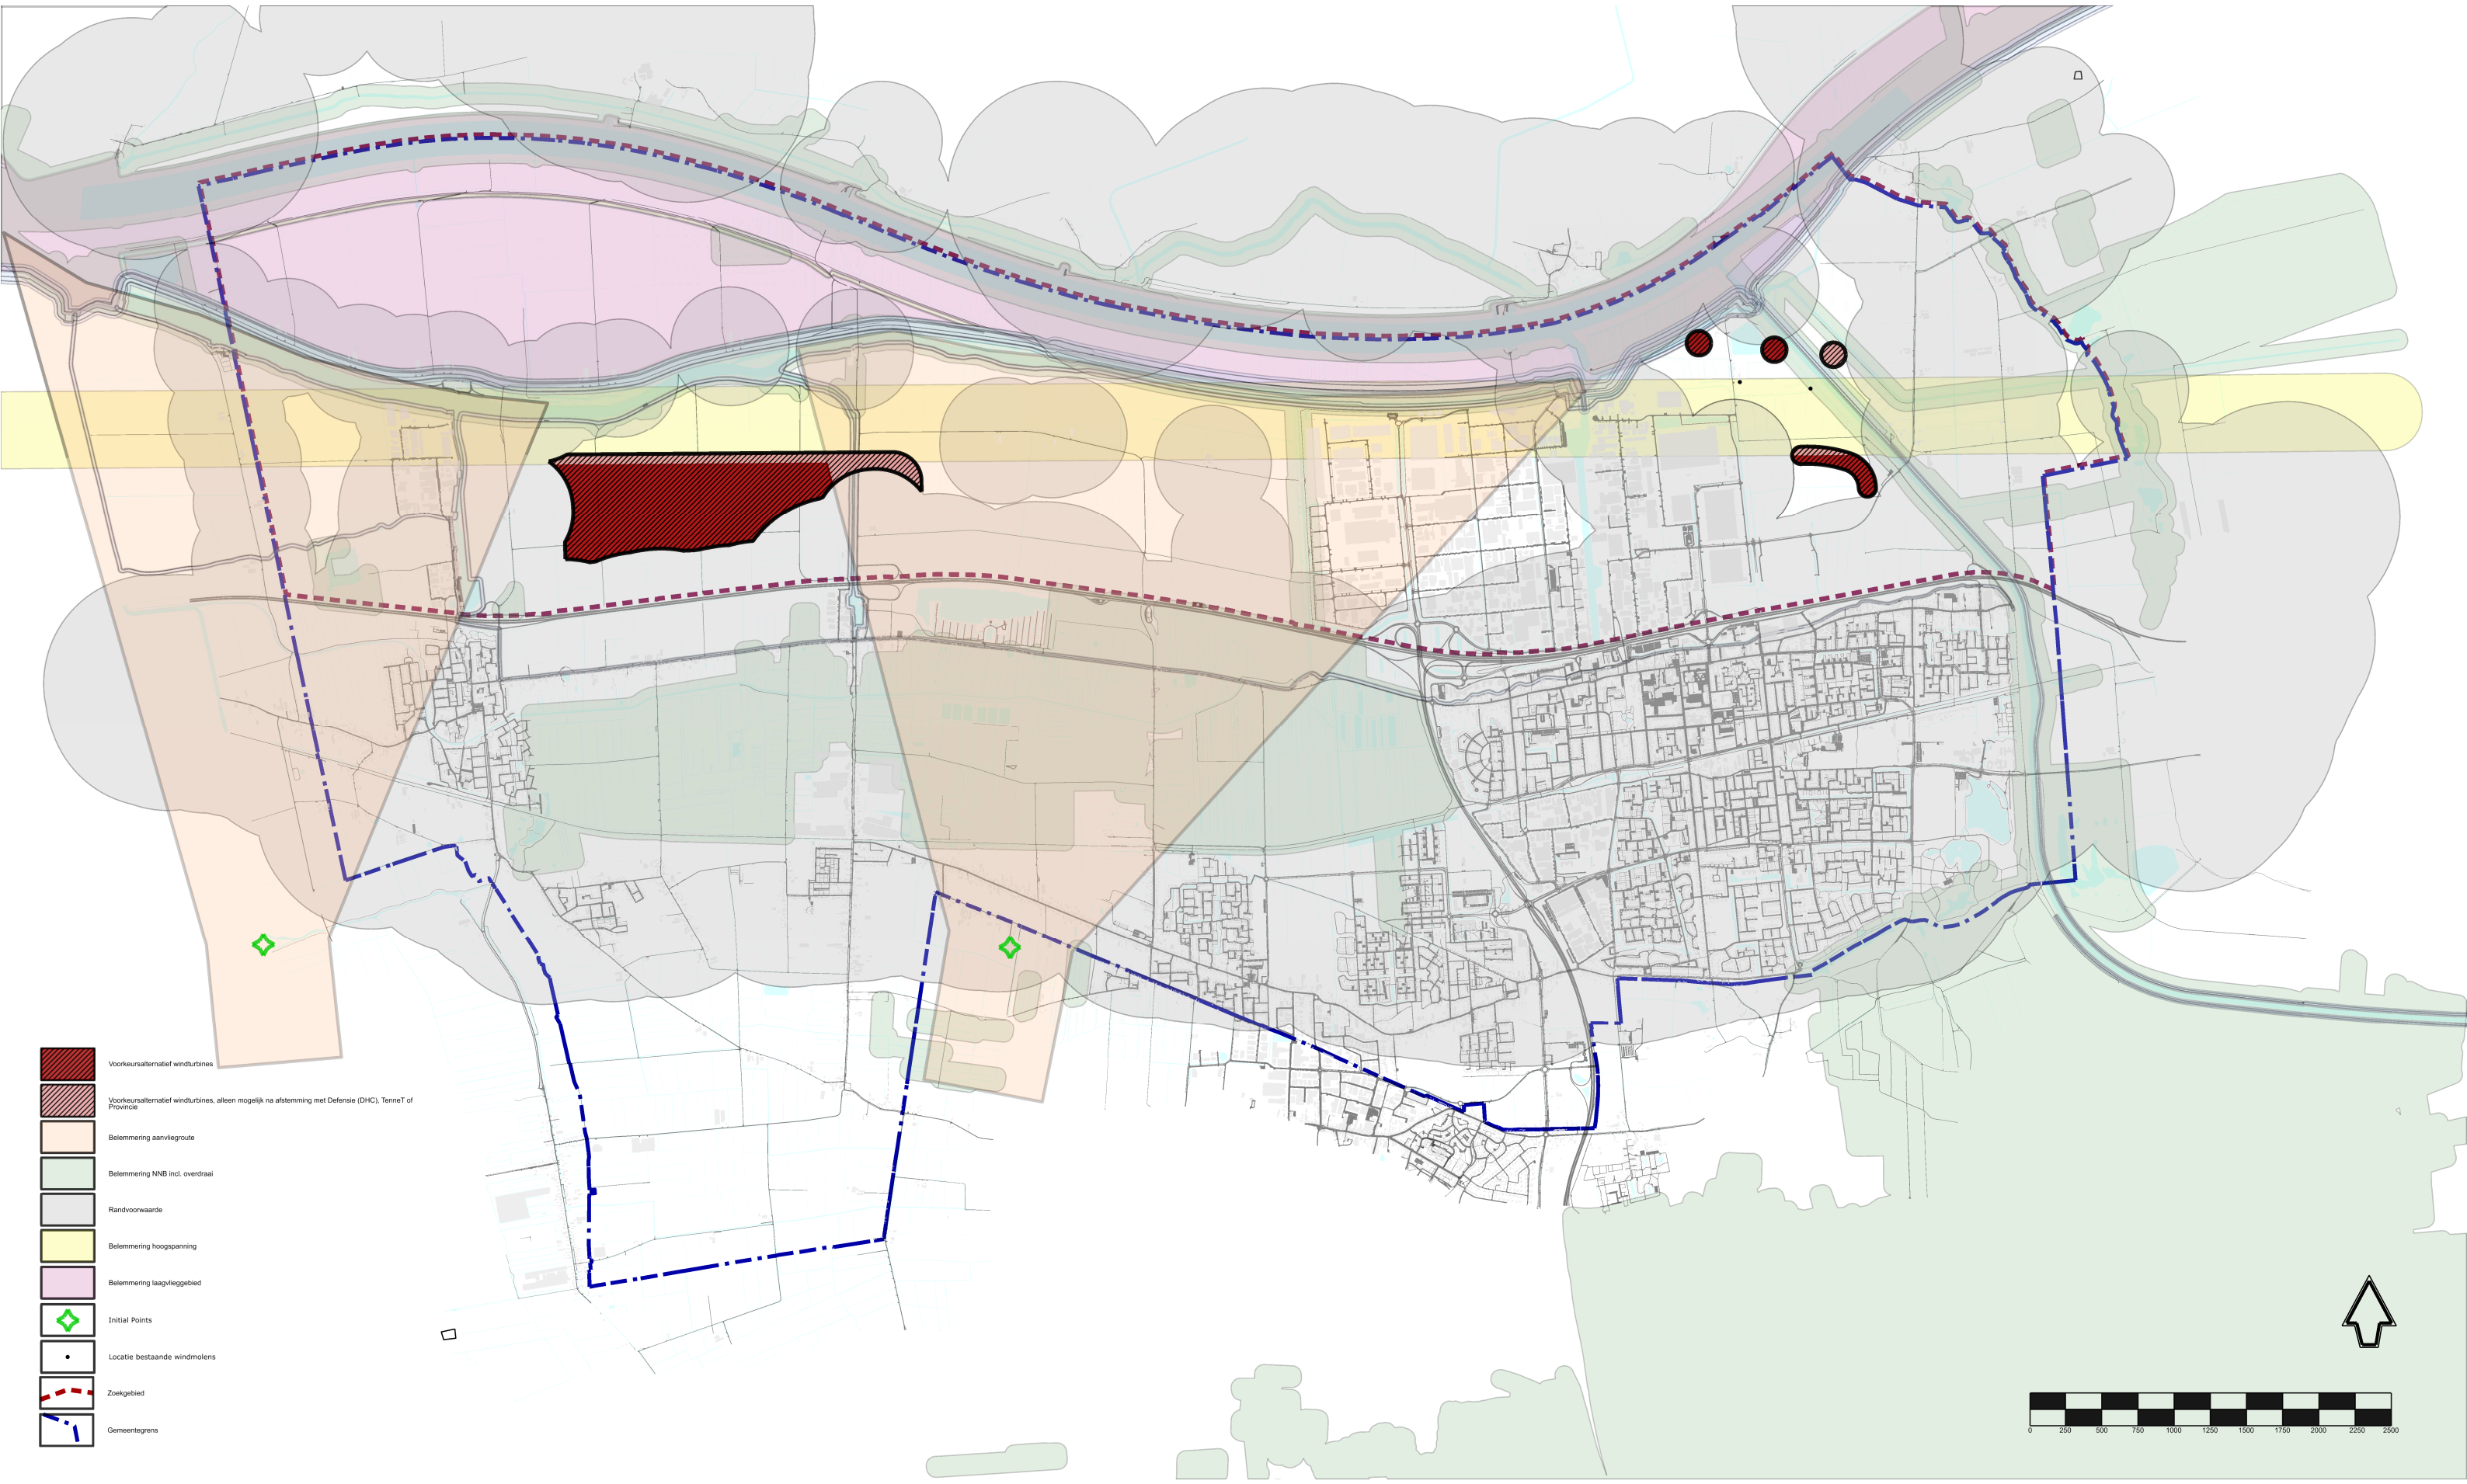 Voorkeursalternatief windturbines
Voorkeursalternatief windturbines, alleen mogelijk na afstemming met Defensie (DHC), TenneT of
Provincie
Belemmering aanvliegroute
Belemmering NNB incl. overdraai
Randvoorwaarde
Belemmering hoogspanning
Belemmering laagvlieggebied
Initial Points
Locatie bestaande windmolens
Zoekgebied
Gemeentegrens
0 250 500 750 1000 1250 1500 1750 2000 2250 2500